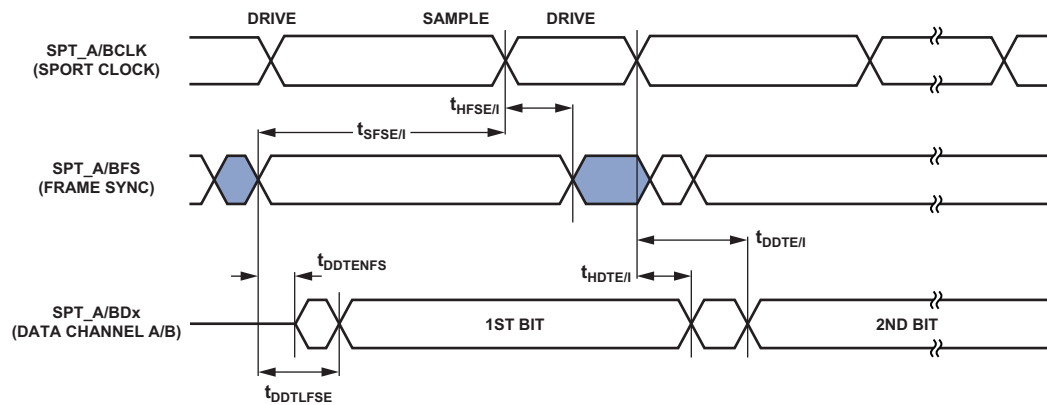 DRIVE SAMPLE DRIVE
SPT_A/BCLK
(SPORT CLOCK)
tHFSE/I
tSFSE/I
SPT_A/BFS
(FRAME SYNC)
tDDTE/I
tDDTENFS
tHDTE/I
SPT_A/BDx
(DATA CHANNEL A/B)
1ST BIT 2ND BIT
tDDTLFSE